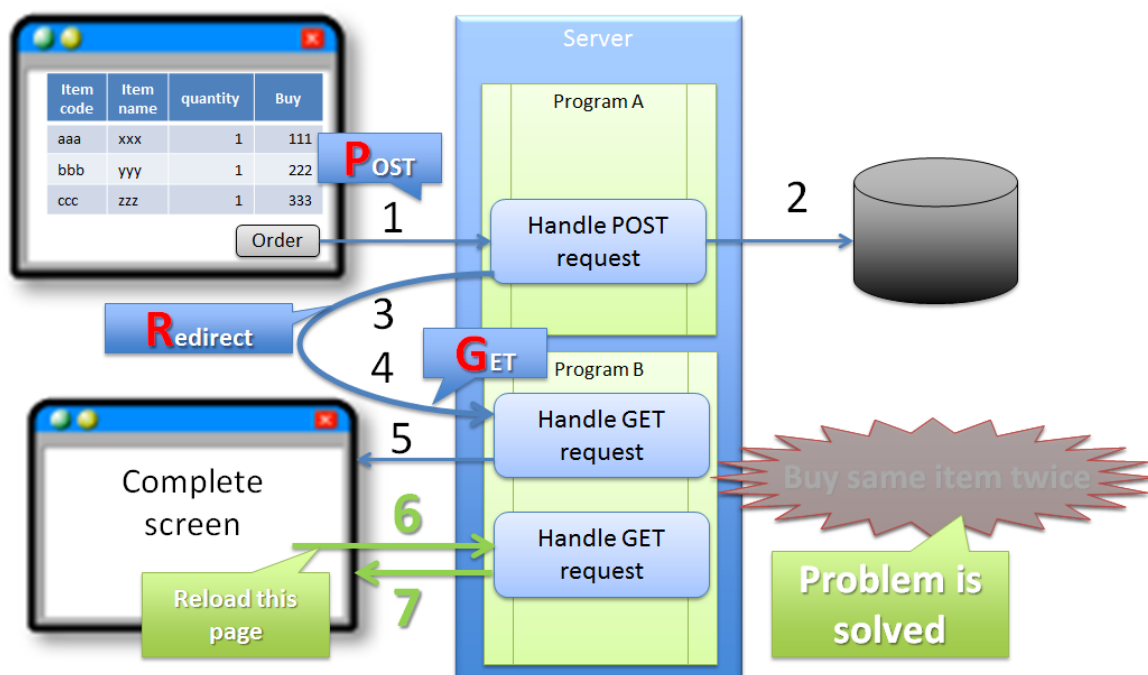 Server
Item code
Item name
quantity
Buy
aaa xxx 1 111
bbb yyy 1 222
ccc zzz 1 333
Order
POST
1
Program A
Handle POST
request
2
Redirect
3
4
GET
Program B
Handle GET
request
5
Complete
screen
6
Handle GET
request
7
Reload this
page
Buy same item twice
Problem is
solved